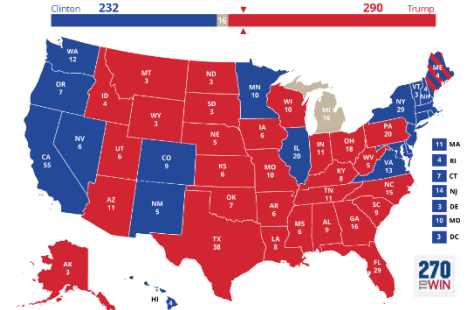 Clinton 232 290 Trump
16
WA
12
OR
7
CA
55
NV
6
ID
4
MT
3
WY
3
UT
6
AZ
11
CO
9
NM
5
ND
3
SD
3
NE
5
KS
6
OK
7
TX
38
MN
10
IA
6
MO
10
AR
6
LA
8
WI
10
IL
20
MI
16
IN
11
OH
18
KY
8
TN
11
MS
6
AL
9
GA
16
FL
29
SC
9
NC
15
VA
13
WV
5
PA
20
NY
29
VT
3
NH
4
ME
4
AK
3
HI
4
11 MA
4 RI
7 CT
14 NJ
3 DE
10 MD
3 DC
270
TO WIN